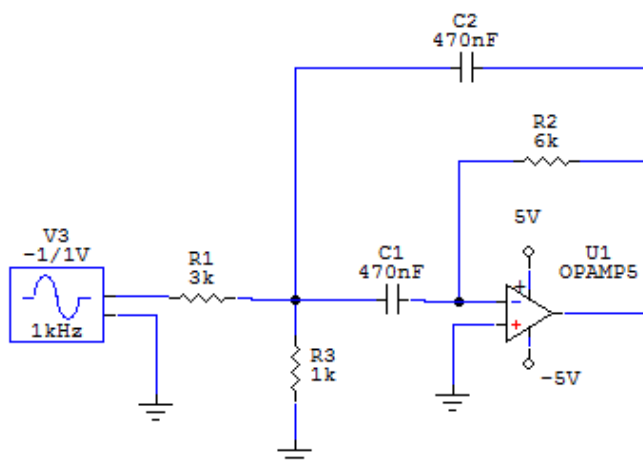 C2
470nF
R2
6k
5V
V3
-1/1V
R1
3k
C1
470nF
U1
OPAMP5
1kHz
R3
1k
-5V